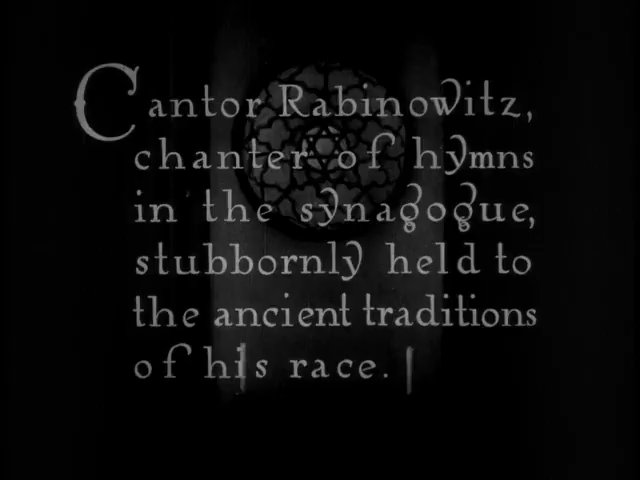 Cantor Rabinowitz,
chanter of hymns
in the synagogue,
stubbornly held to
the ancient traditions
of his race.